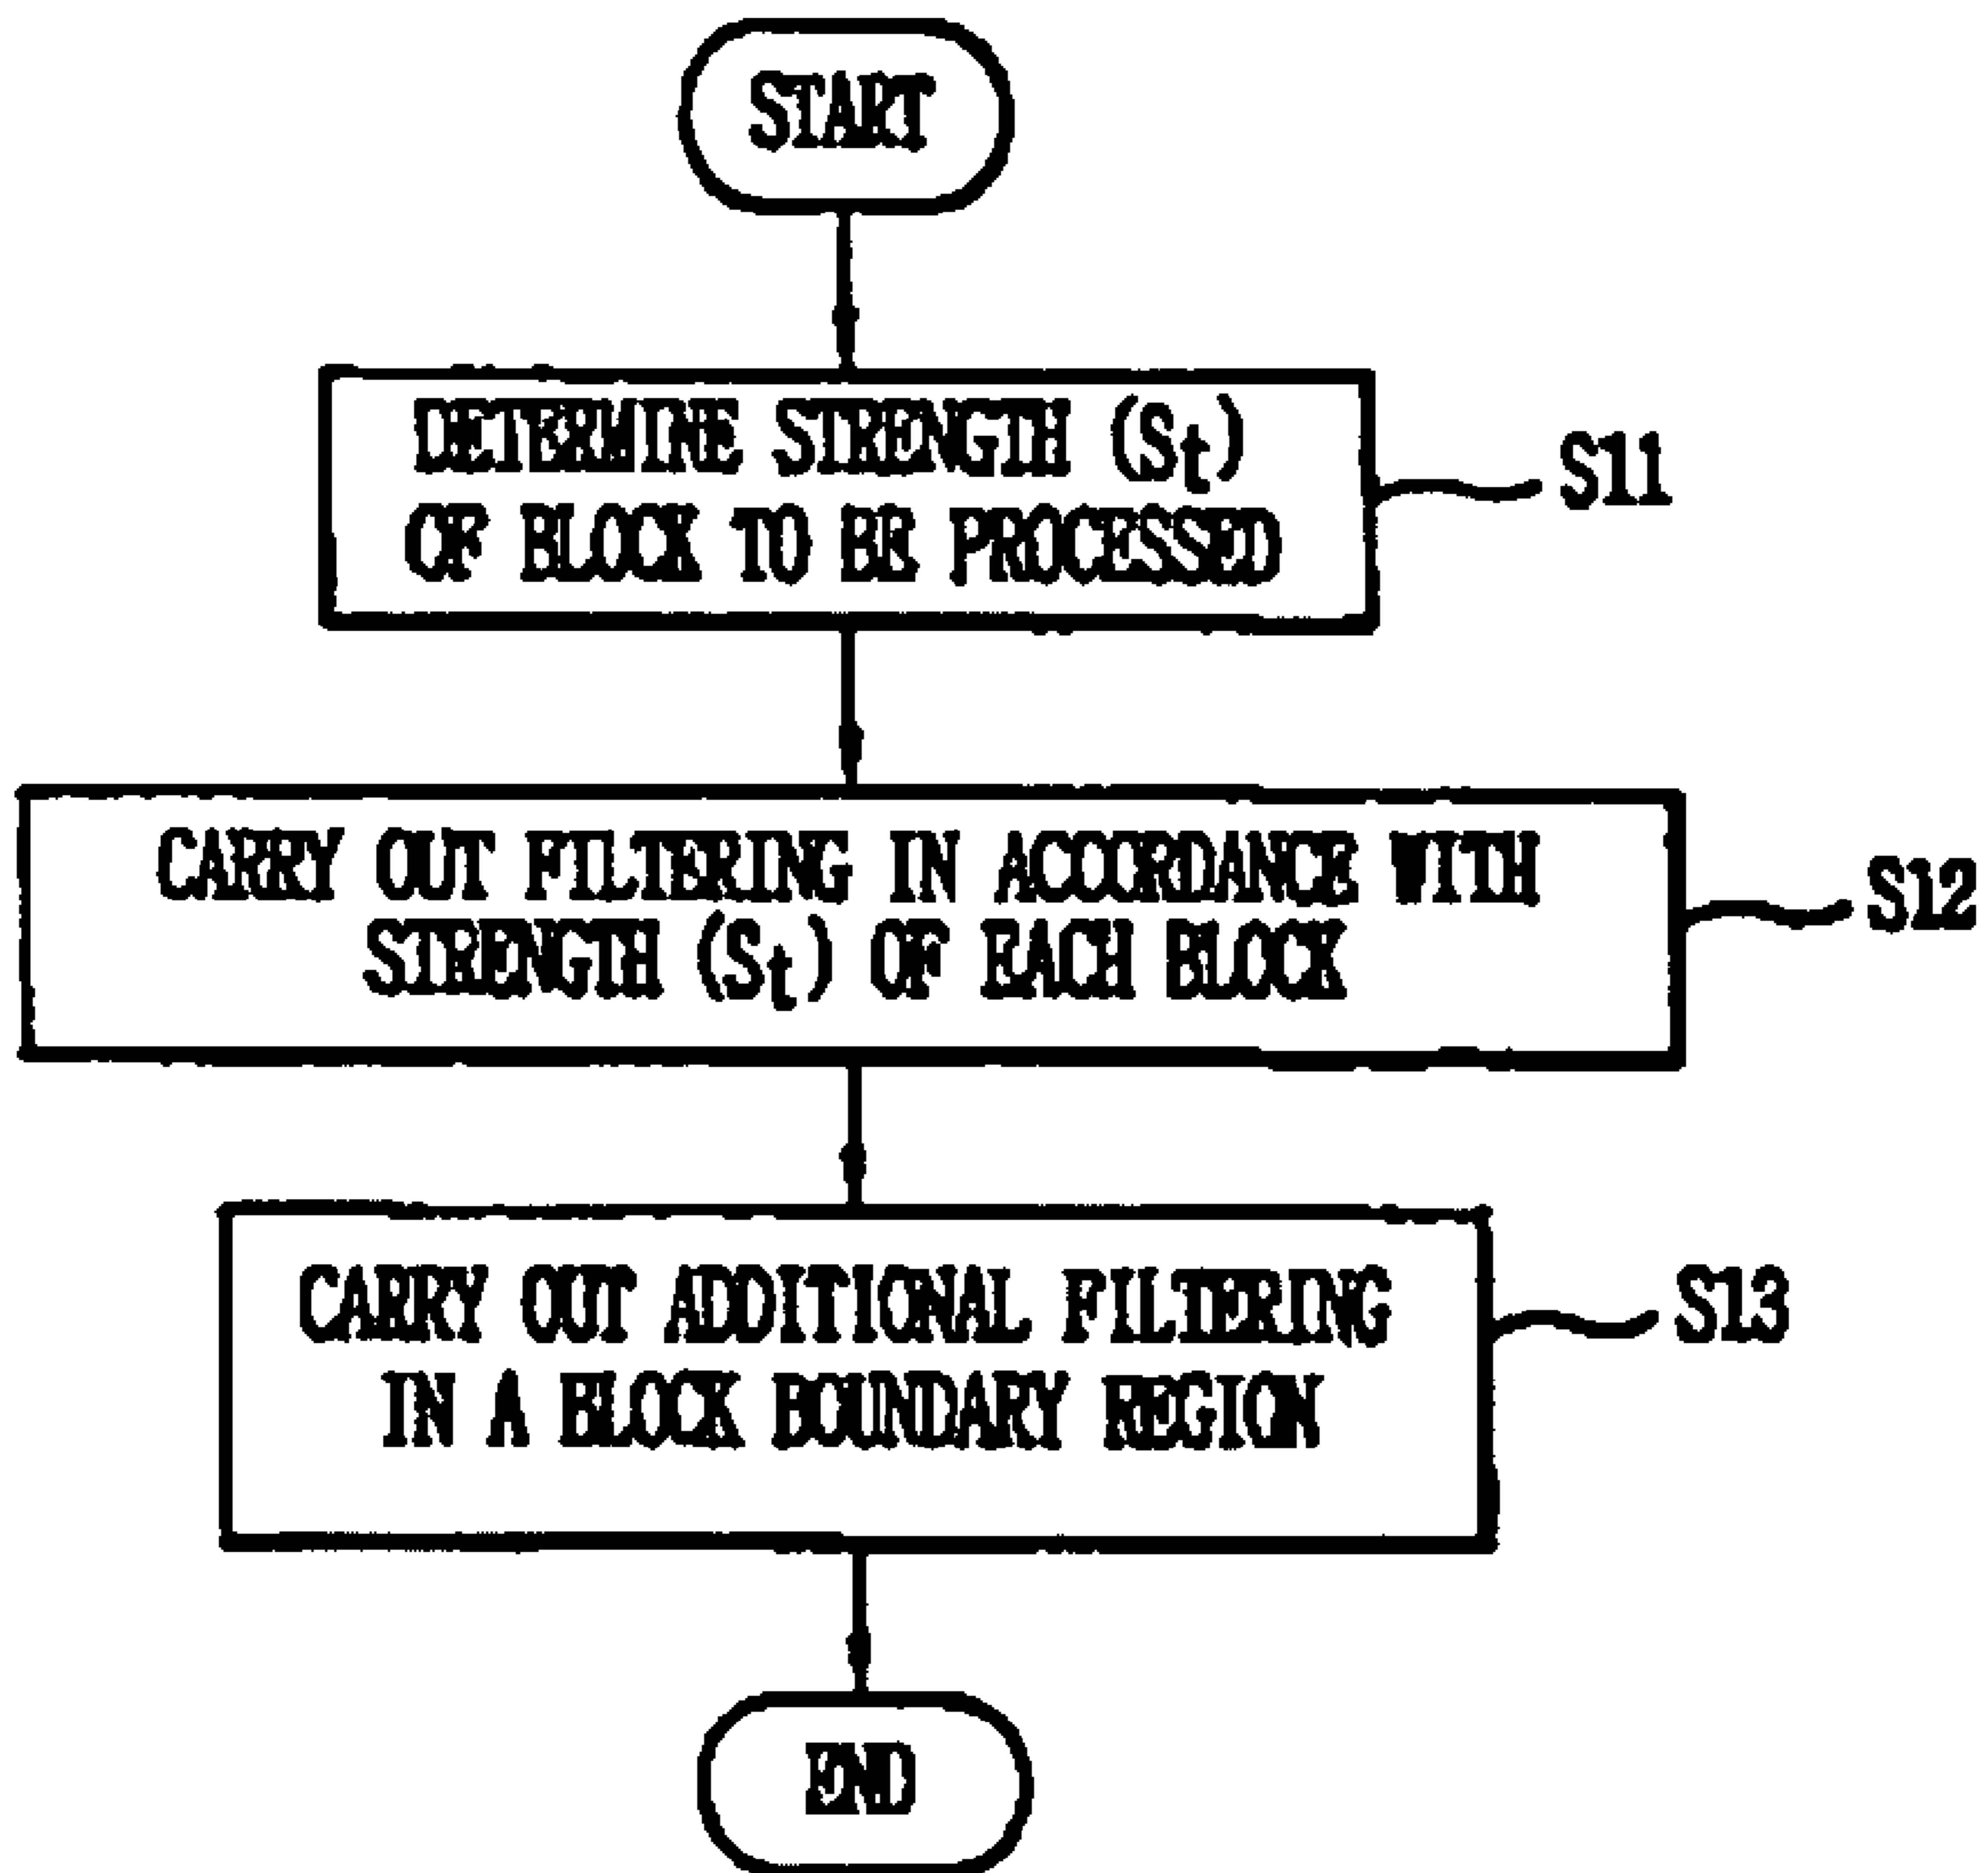 START
DETERMINE STRENGTH (St)
OF BLOCK TO BE PROCESSED
S11
CARRY OUT FILTERING IN ACCORDANCE WITH
STRENGTH (St) OF EACH BLOCK
S12
CARRY OUT ADDITIONAL FILTERING
IN A BLOCK BOUNDARY REGION
S13
END